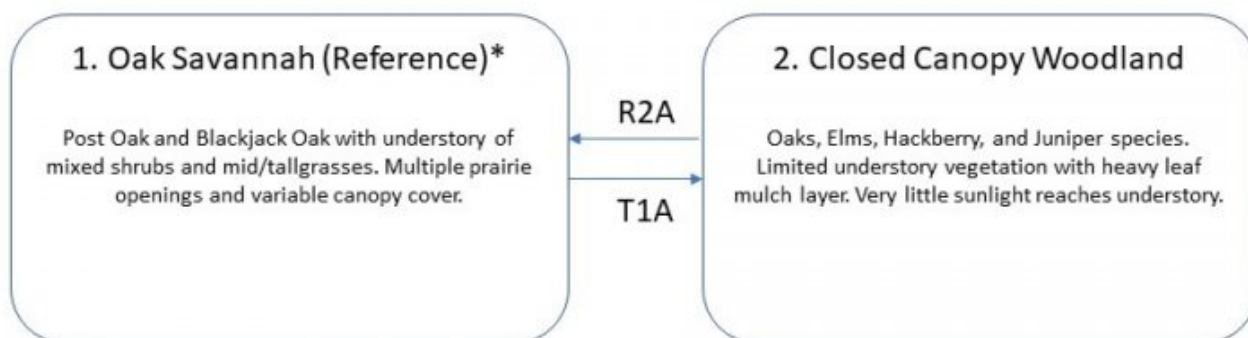 1. Oak Savannah (Reference)*
Post Oak and Blackjack Oak with understory of
mixed shrubs and mid/tallgrasses. Multiple prairie
openings and variable canopy cover.
R2A
T1A
2. Closed Canopy Woodland
Oaks, Elms, Hackberry, and Juniper species.
Limited understory vegetation with heavy leaf
mulch layer. Very little sunlight reaches understory.